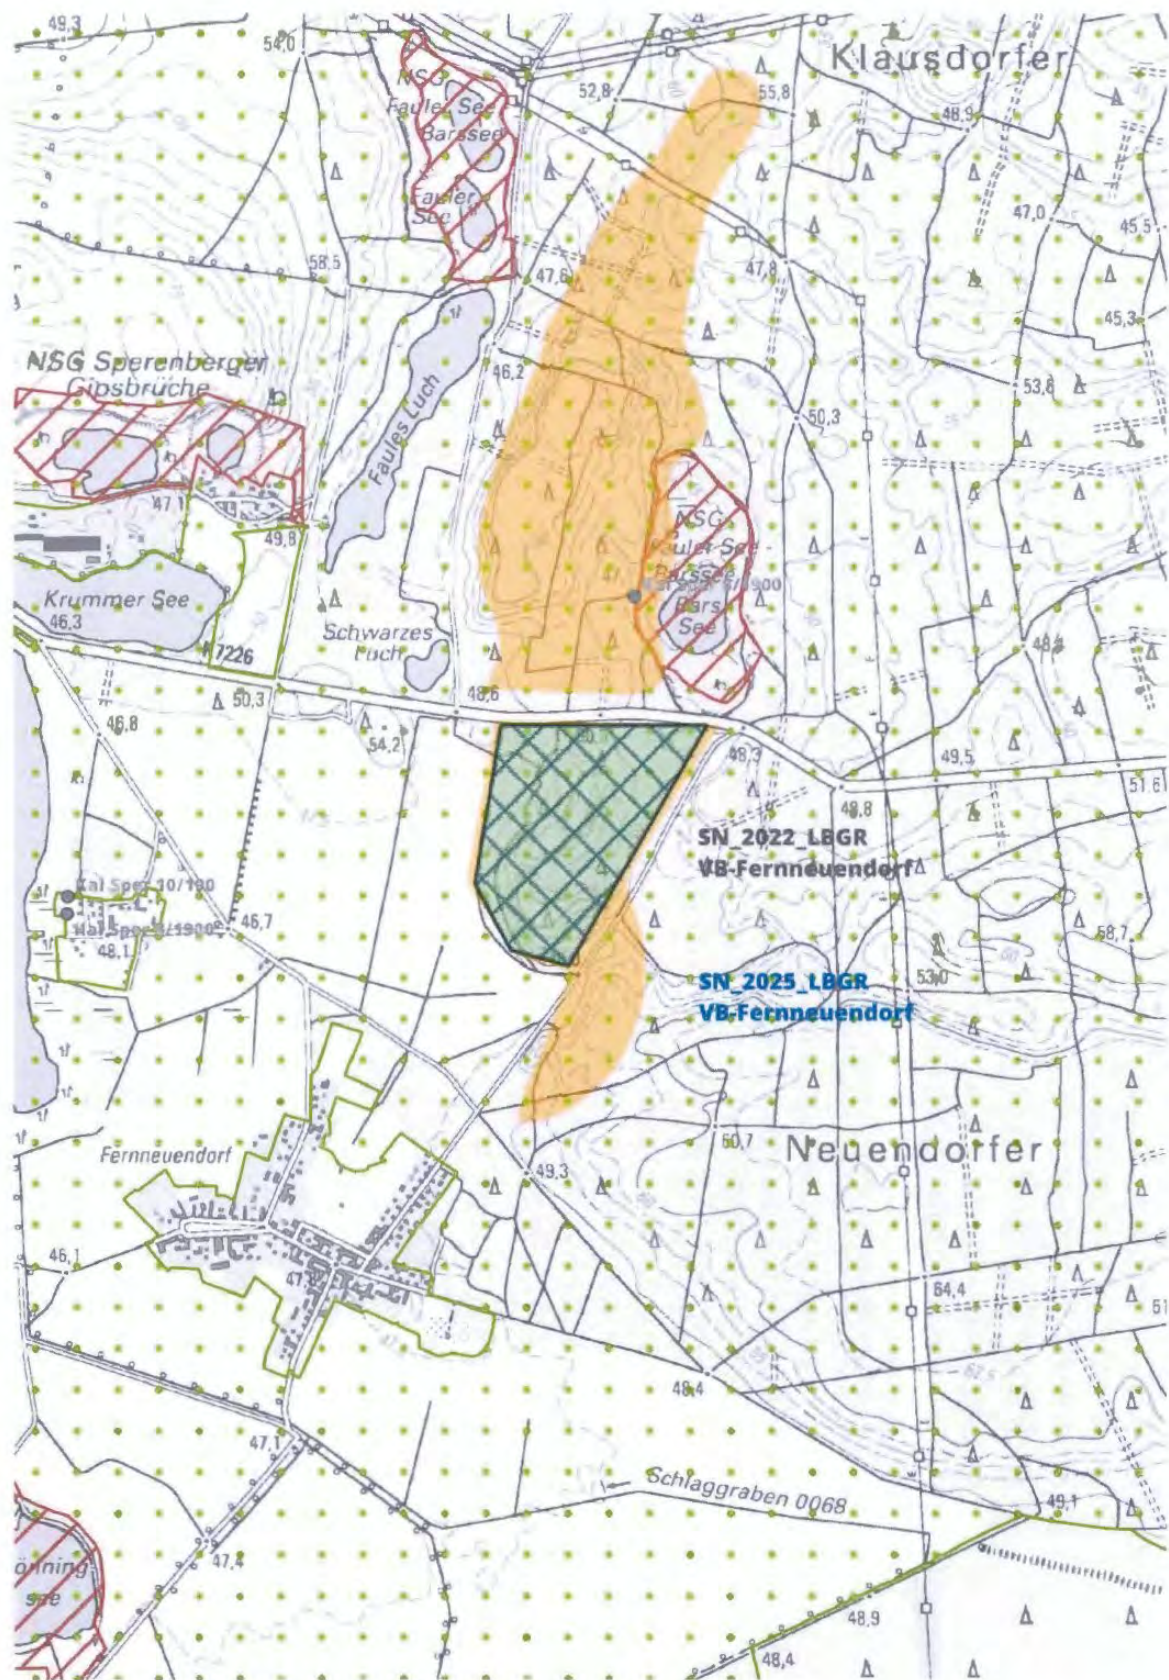 49,3
54,0
Klausdorfer
NSG
Fauler See
Barssee
52,8
55,8
48,9
Fauler
See
47,0
45,5
58,5
47,6
47,8
45,3
NSG Sperenberger
Gipsbrüche
46,2
53,6
50,3
Faules Luch
47,1
49,8
NSG
Fauler See
Barssee
Bars
See
Krummer See
46,3
Schwarzes
Luch
7226
50,3
48,6
46,8
54,2
48,3
49,5
51,6
48,8
SN_2022_LBGR
VB-Fernneuendorf
46,7
48,1
58,7
53,0
SN_2025_LBGR
VB-Fernneuendorf
60,7
Neuendorfer
Fernneuendorf
49,3
46,1
64,4
48,4
47,1
Schlaggraben 0068
49,1
önning
see
47,4
48,9
48,4